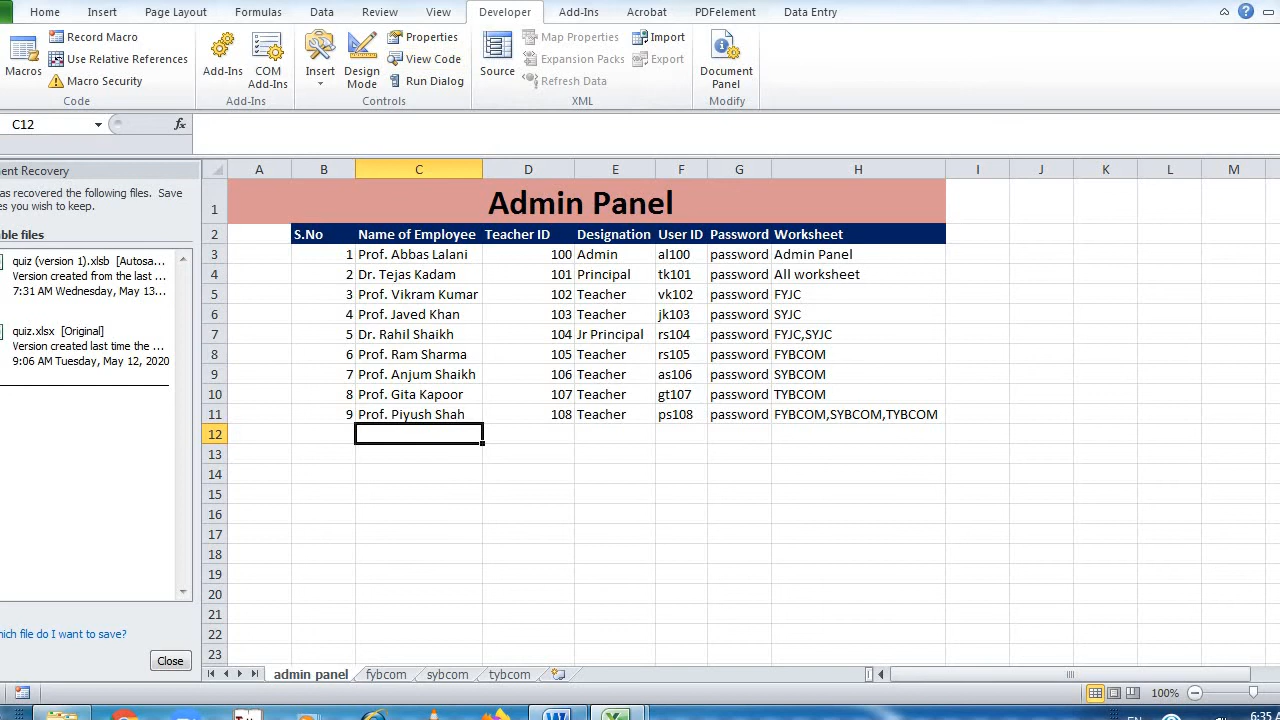 Home Insert Page Layout Formulas Data Review View Developer Add-Ins Acrobat PDFelement Data Entry
Macros
Record Macro
Use Relative References
Macro Security
Code
Add-Ins
COM
Add-Ins
Add-Ins
Insert
Design
Mode
Properties
View Code
Run Dialog
Controls
Source
Map Properties
Expansion Packs
Refresh Data
Import
Export
XML
Document
Panel
Modify
C12 fx
ment Recovery
as recovered the following files. Save
es you wish to keep.
ble files
quiz (version 1).xlsb [Autosa...
Version created from the last ...
7:31 AM Wednesday, May 13...
quiz.xlsx [Original]
Version created last time the ...
9:06 AM Tuesday, May 12, 2020
hich file do I want to save?
Close
A B C D E F G H I J K L M
1 Admin Panel
2 S.No Name of Employee Teacher ID Designation User ID Password Worksheet
3 1 Prof. Abbas Lalani 100 Admin al100 password Admin Panel
4 2 Dr. Tejas Kadam 101 Principal tk101 password All worksheet
5 3 Prof. Vikram Kumar 102 Teacher vk102 password FYJC
6 4 Prof. Javed Khan 103 Teacher jk103 password SYJC
7 5 Dr. Rahil Shaikh 104 Jr Principal rs104 password FYJC,SYJC
8 6 Prof. Ram Sharma 105 Teacher rs105 password FYBCOM
9 7 Prof. Anjum Shaikh 106 Teacher as106 password SYBCOM
10 8 Prof. Gita Kapoor 107 Teacher gt107 password TYBCOM
11 9 Prof. Piyush Shah 108 Teacher ps108 password FYBCOM,SYBCOM,TYBCOM
12
13
14
15
16
17
18
19
20
21
22
23
admin panel fybcom sybcom tybcom
100%